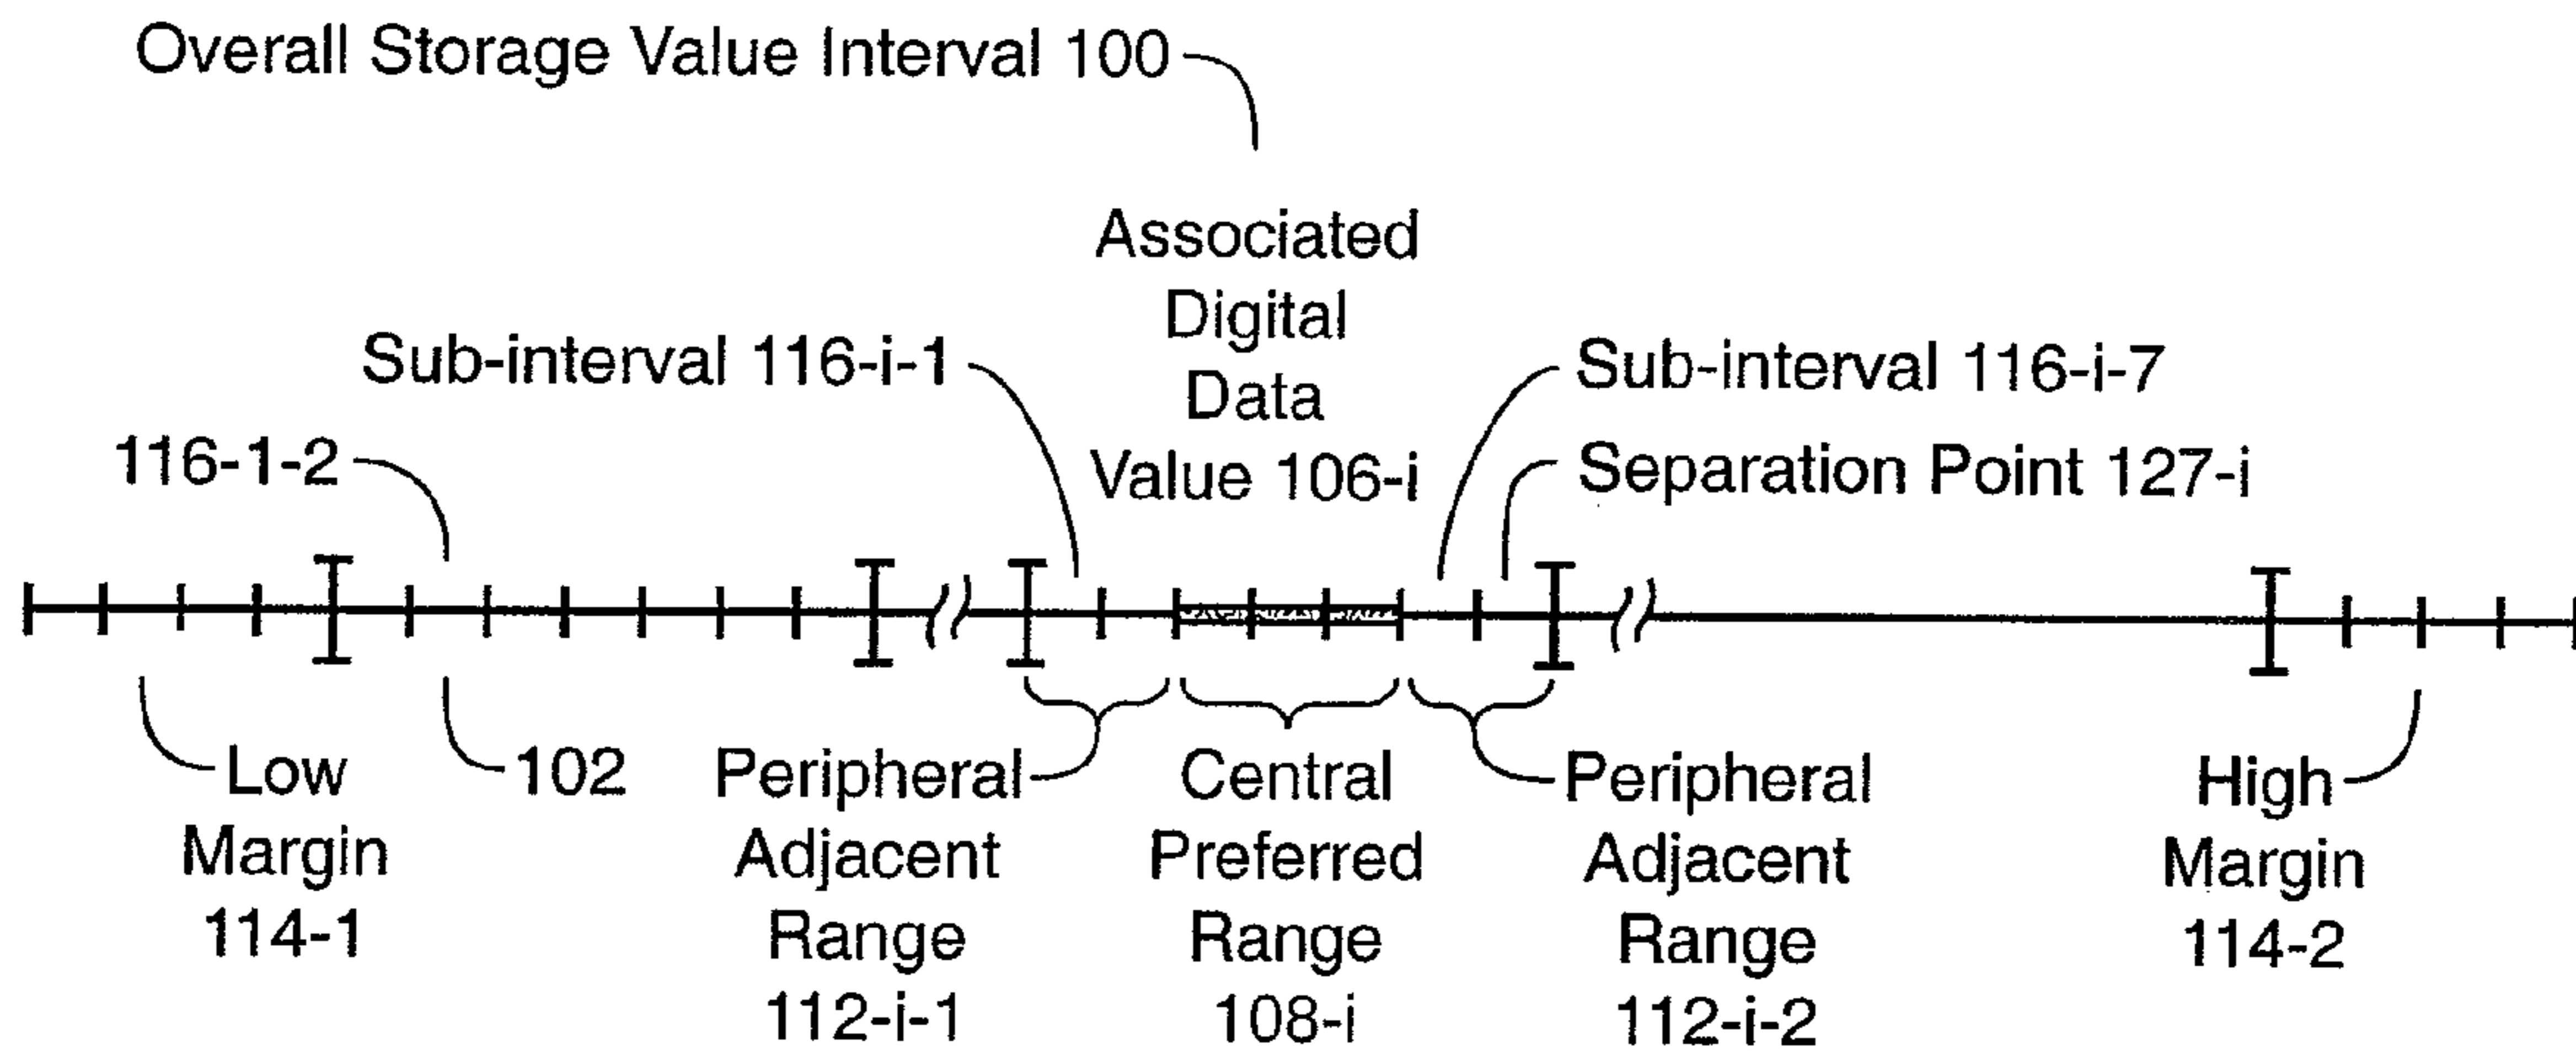 Overall Storage Value Interval 100
Associated
Digital
Data
Value 106-i
Sub-interval 116-i-1
Sub-interval 116-i-7
116-1-2
Separation Point 127-i
Low
Margin
114-1
102
Peripheral
Adjacent
Range
112-i-1
Central
Preferred
Range
108-i
Peripheral
Adjacent
Range
112-i-2
High
Margin
114-2